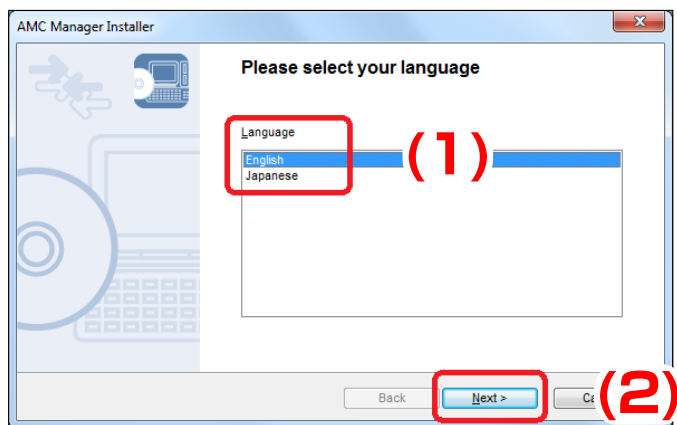 AMC Manager Installer
Please select your language
Language
English
Japanese
(1)
Back
Next >
(2)